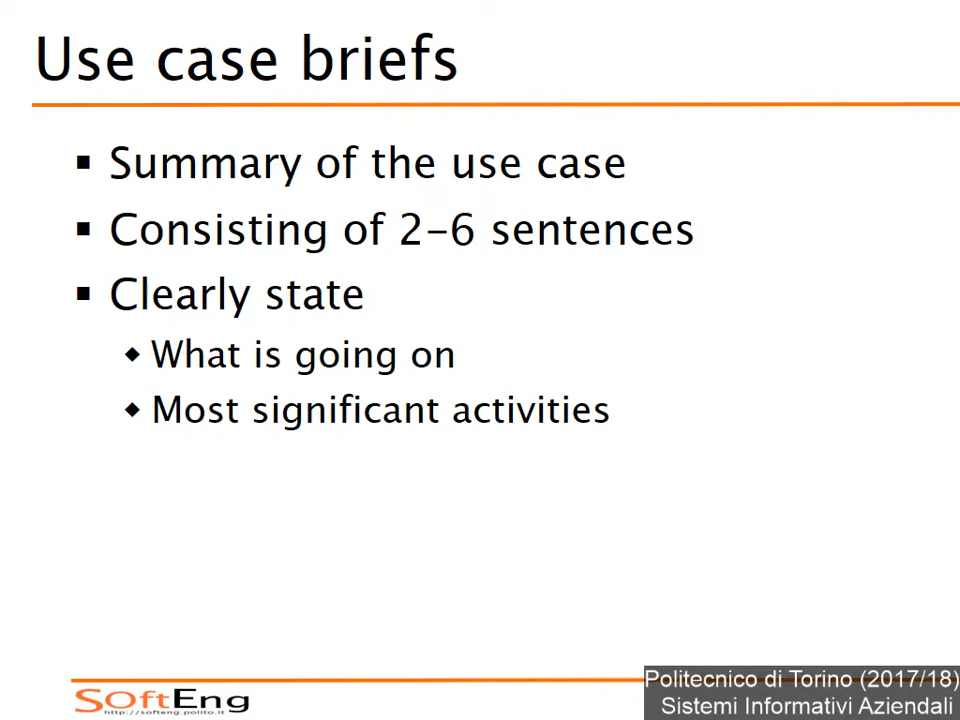 Use case briefs
Summary of the use case
Consisting of 2-6 sentences
Clearly state
What is going on
Most significant activities
SOftEng
http://softeng.polito.it
Politecnico di Torino (2017/18)
Sistemi Informativi Aziendali